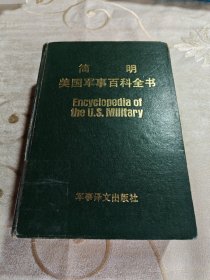 简明
美国军事百科全书
Encyclopedia of
the U.S. Military
军事译文出版社